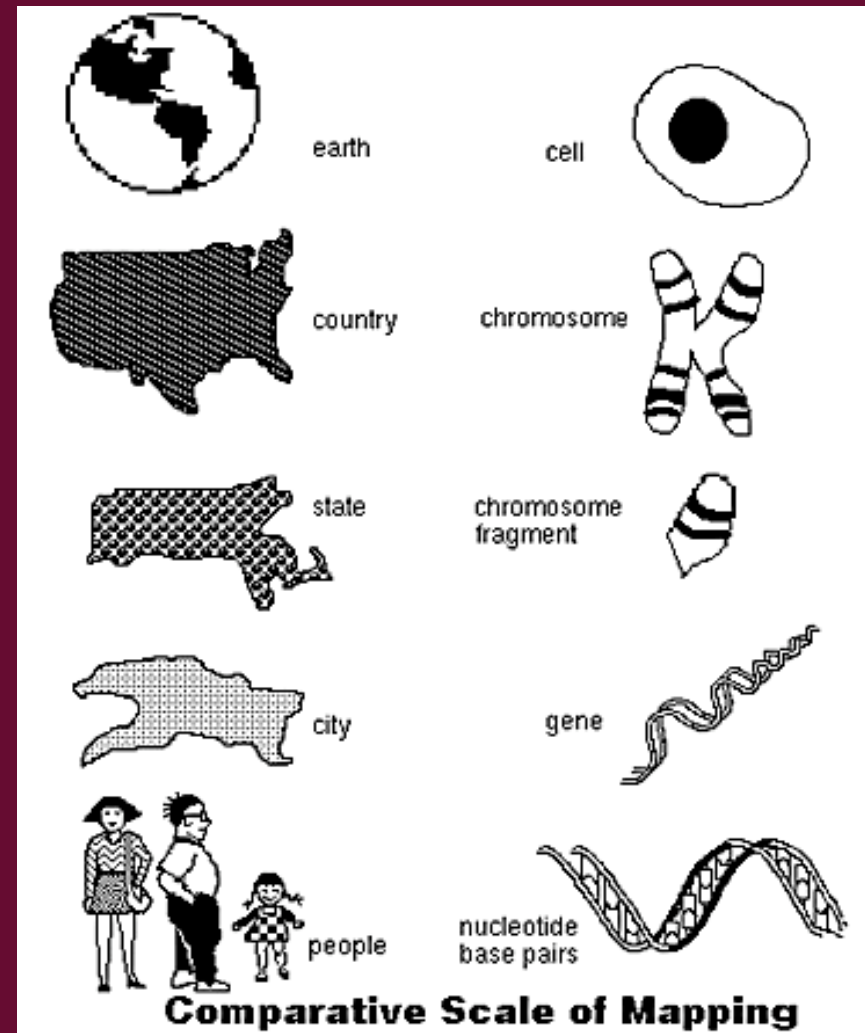 earth
cell
country
chromosome
state
chromosome
fragment
city
gene
people
nucleotide
base pairs
Comparative Scale of Mapping